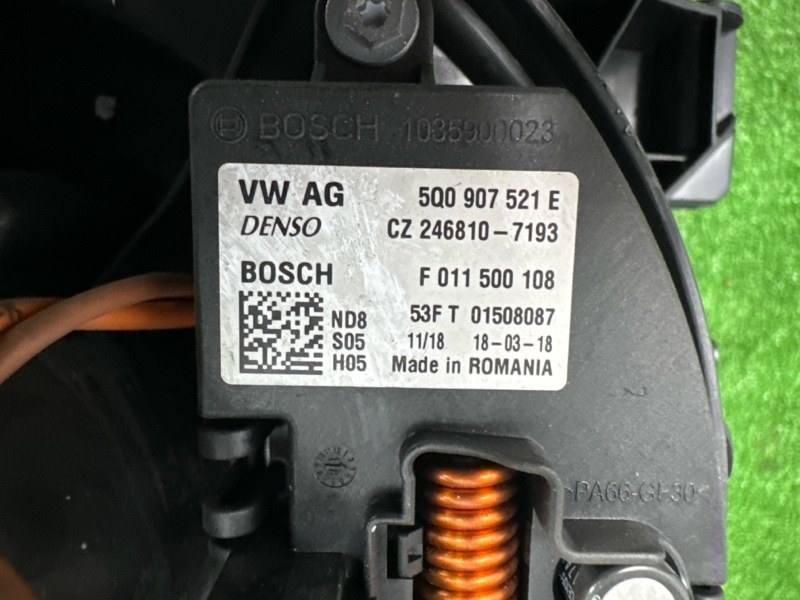 BOSCH 1035900023
VW AG 5Q0 907 521 E
DENSO CZ 246810-7193
BOSCH F 011 500 108
ND8 53F T 01508087
S05 11/18 18-03-18
H05 Made in ROMANIA
>PA66-GF30<